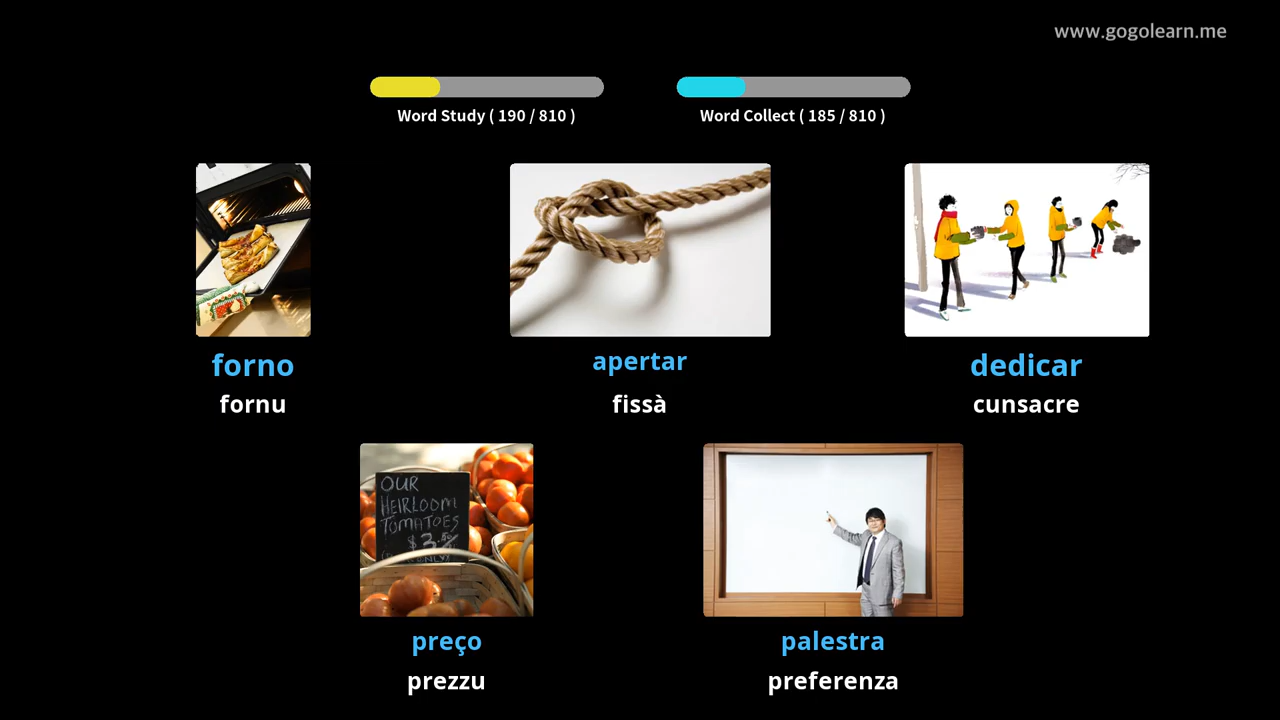 www.gogolearn.me
Word Study ( 190 / 810 )
Word Collect ( 185 / 810 )
forno
fornu
apertar
fissà
dedicar
cunsacre
OUR
HEIRLOOM
TOMATOES
preço
prezzu
palestra
preferenza